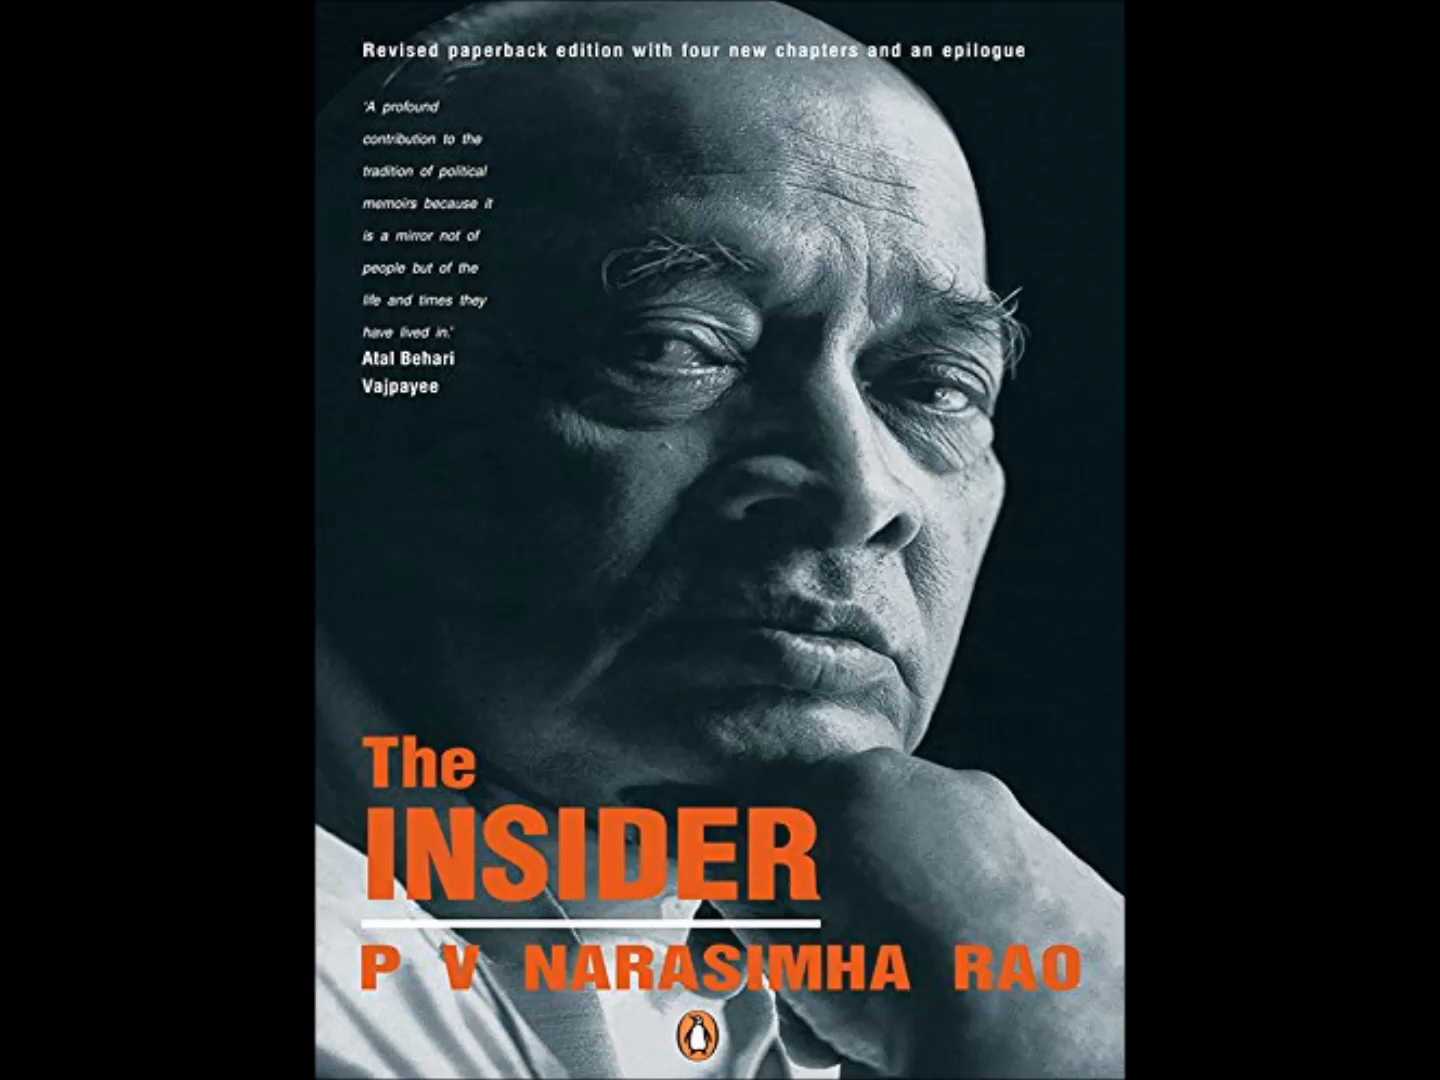 Revised paperback edition with four new chapters and an epilogue
'A profound
contribution to the
tradition of political
memoirs because it
is a mirror not of
people but of the
life and times they
have lived in.'
Atal Behari
Vajpayee
The
INSIDER
P V NARASIMHA RAO